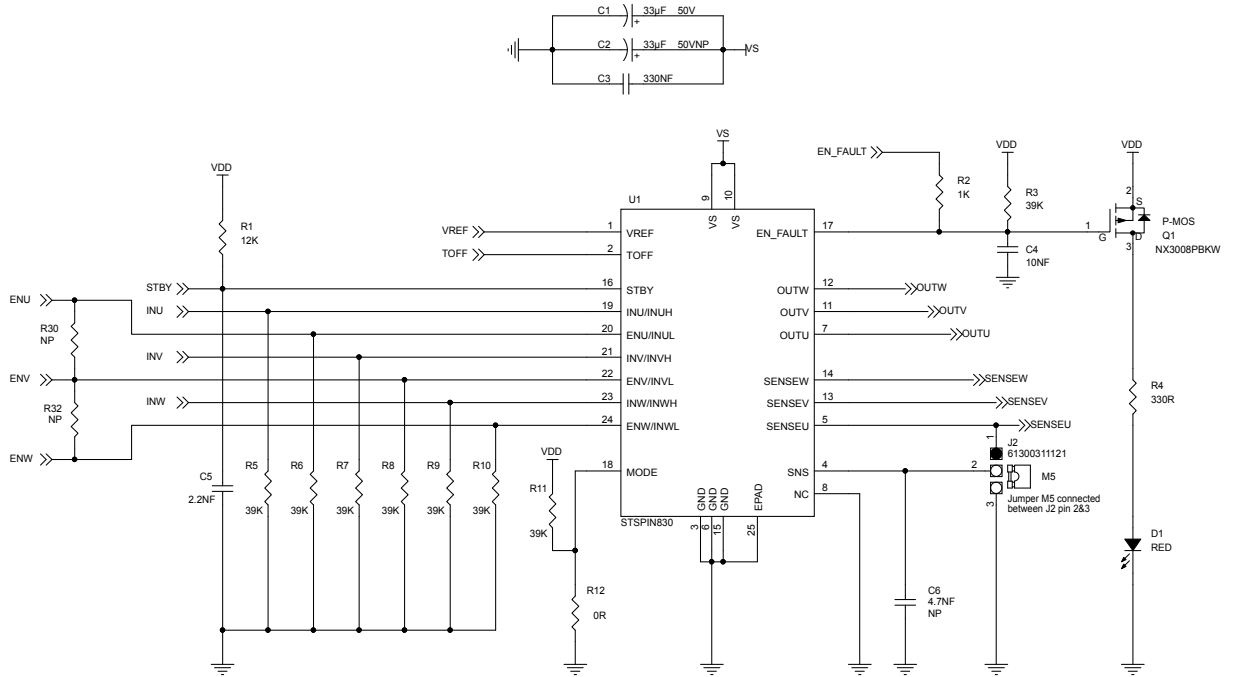 C1 33µF 50V
+
C2 33µF 50VNP
+
VS
C3 330NF
VS
EN_FAULT
VDD
VDD
VDD
R1
12K
U1
9
10
VS
VS
R2
1K
R3
39K
2
S
P-MOS
Q1
NX3008PBKW
1
G
D
3
VREF
1
VREF
EN_FAULT
17
TOFF
2
TOFF
C4
10NF
STBY
16
STBY
OUTW
12
OUTW
ENU
INU
19
INU/INUH
OUTV
11
OUTV
R30
NP
20
ENU/INUL
OUTU
7
OUTU
INV
21
INV/INVH
ENV
22
ENV/INVL
SENSEW
14
SENSEW
R32
NP
INW
23
INW/INWH
SENSEV
13
SENSEV
R4
330R
24
ENW/INWL
SENSEU
5
SENSEU
ENW
1
J2
61300311121
C5
2.2NF
R5
39K
R6
39K
R7
39K
R8
39K
R9
39K
R10
39K
VDD
18
MODE
SNS
4
2
M5
R11
39K
NC
8
3
Jumper M5 connected
between J2 pin 2&3
GND
GND
GND
EPAD
STSPIN830
3
6
15
25
D1
RED
R12
0R
C6
4.7NF
NP